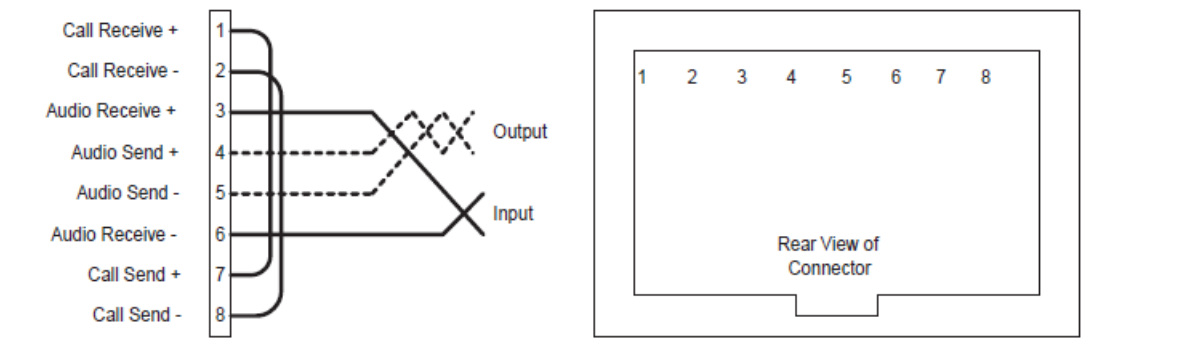 Call Receive + 1
Call Receive - 2
Audio Receive + 3
Audio Send + 4
Audio Send - 5
Audio Receive - 6
Call Send + 7
Call Send - 8
Output
Input
1 2 3 4 5 6 7 8
Rear View of
Connector